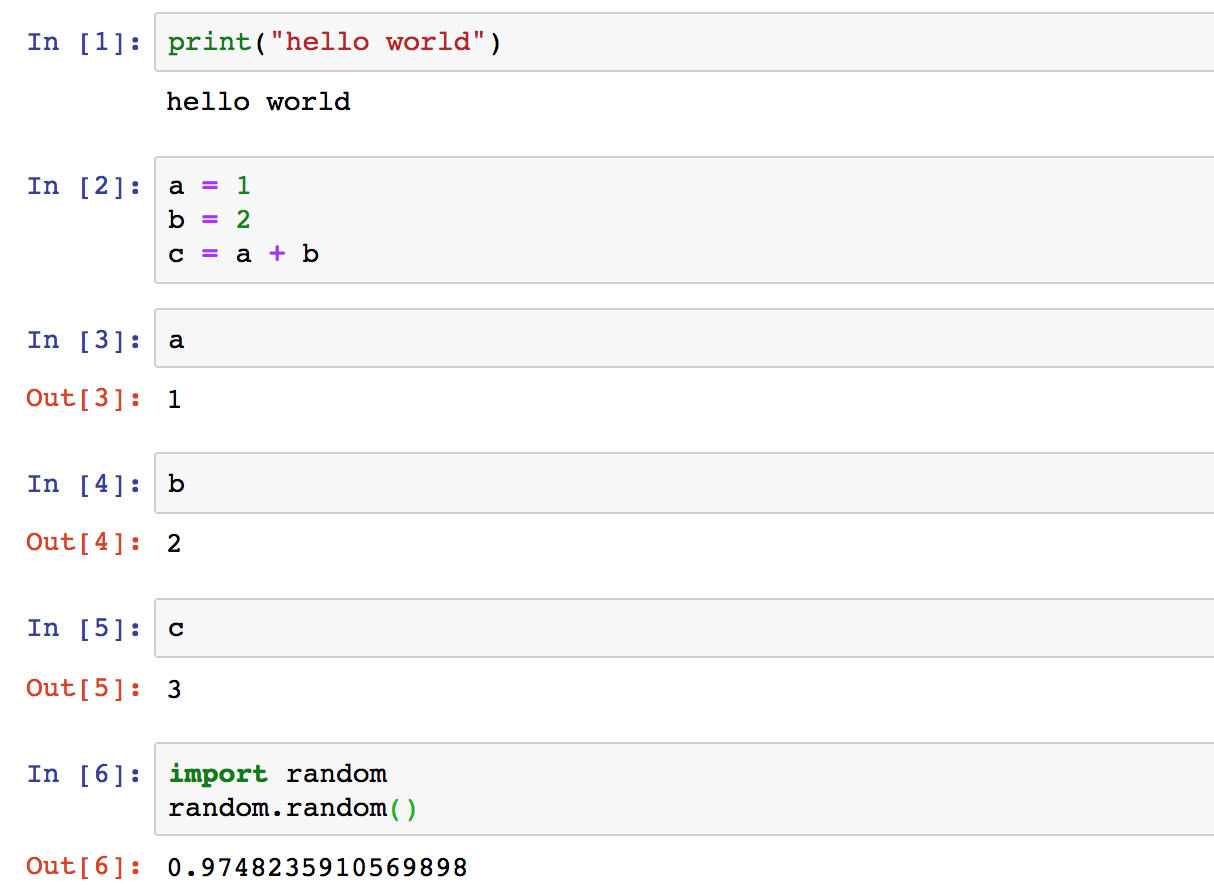 In [1]: print("hello world")
hello world
In [2]: a = 1
b = 2
c = a + b
In [3]: a
Out[3]: 1
In [4]: b
Out[4]: 2
In [5]: c
Out[5]: 3
In [6]: import random
random.random()
Out[6]: 0.9748235910569898